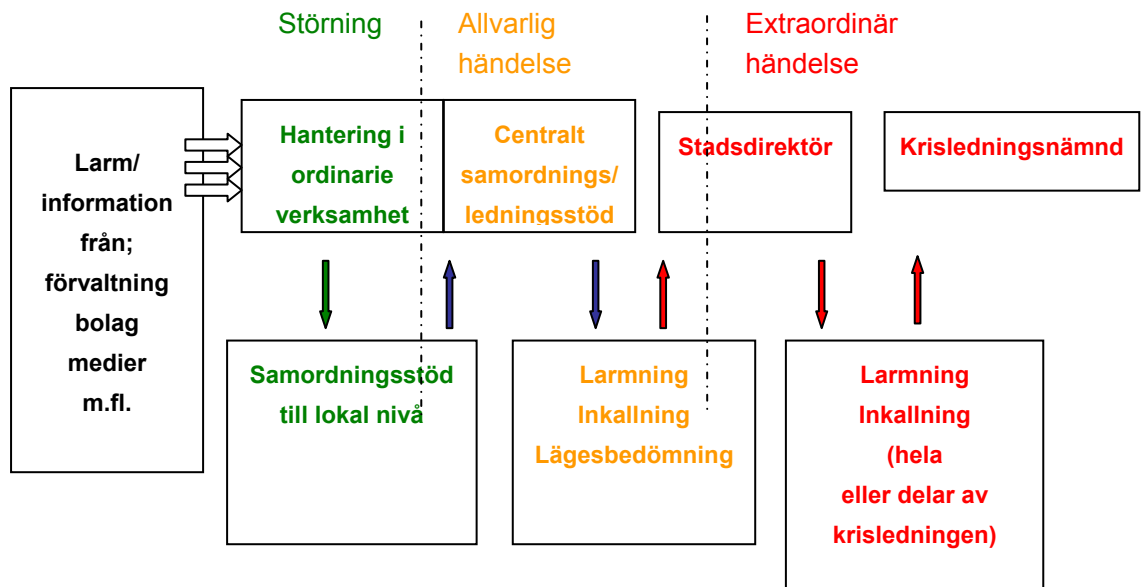 Störning
Allvarlig
händelse
Extraordinär
händelse
Larm/
information
från;
förvaltning
bolag
medier
m.fl.
Hantering i
ordinarie
verksamhet
Centralt
samordnings/
ledningsstöd
Stadsdirektör
Krisledningsnämnd
Samordningsstöd
till lokal nivå
Larmning
Inkallning
Lägesbedömning
Larmning
Inkallning
(hela
eller delar av
krisledningen)